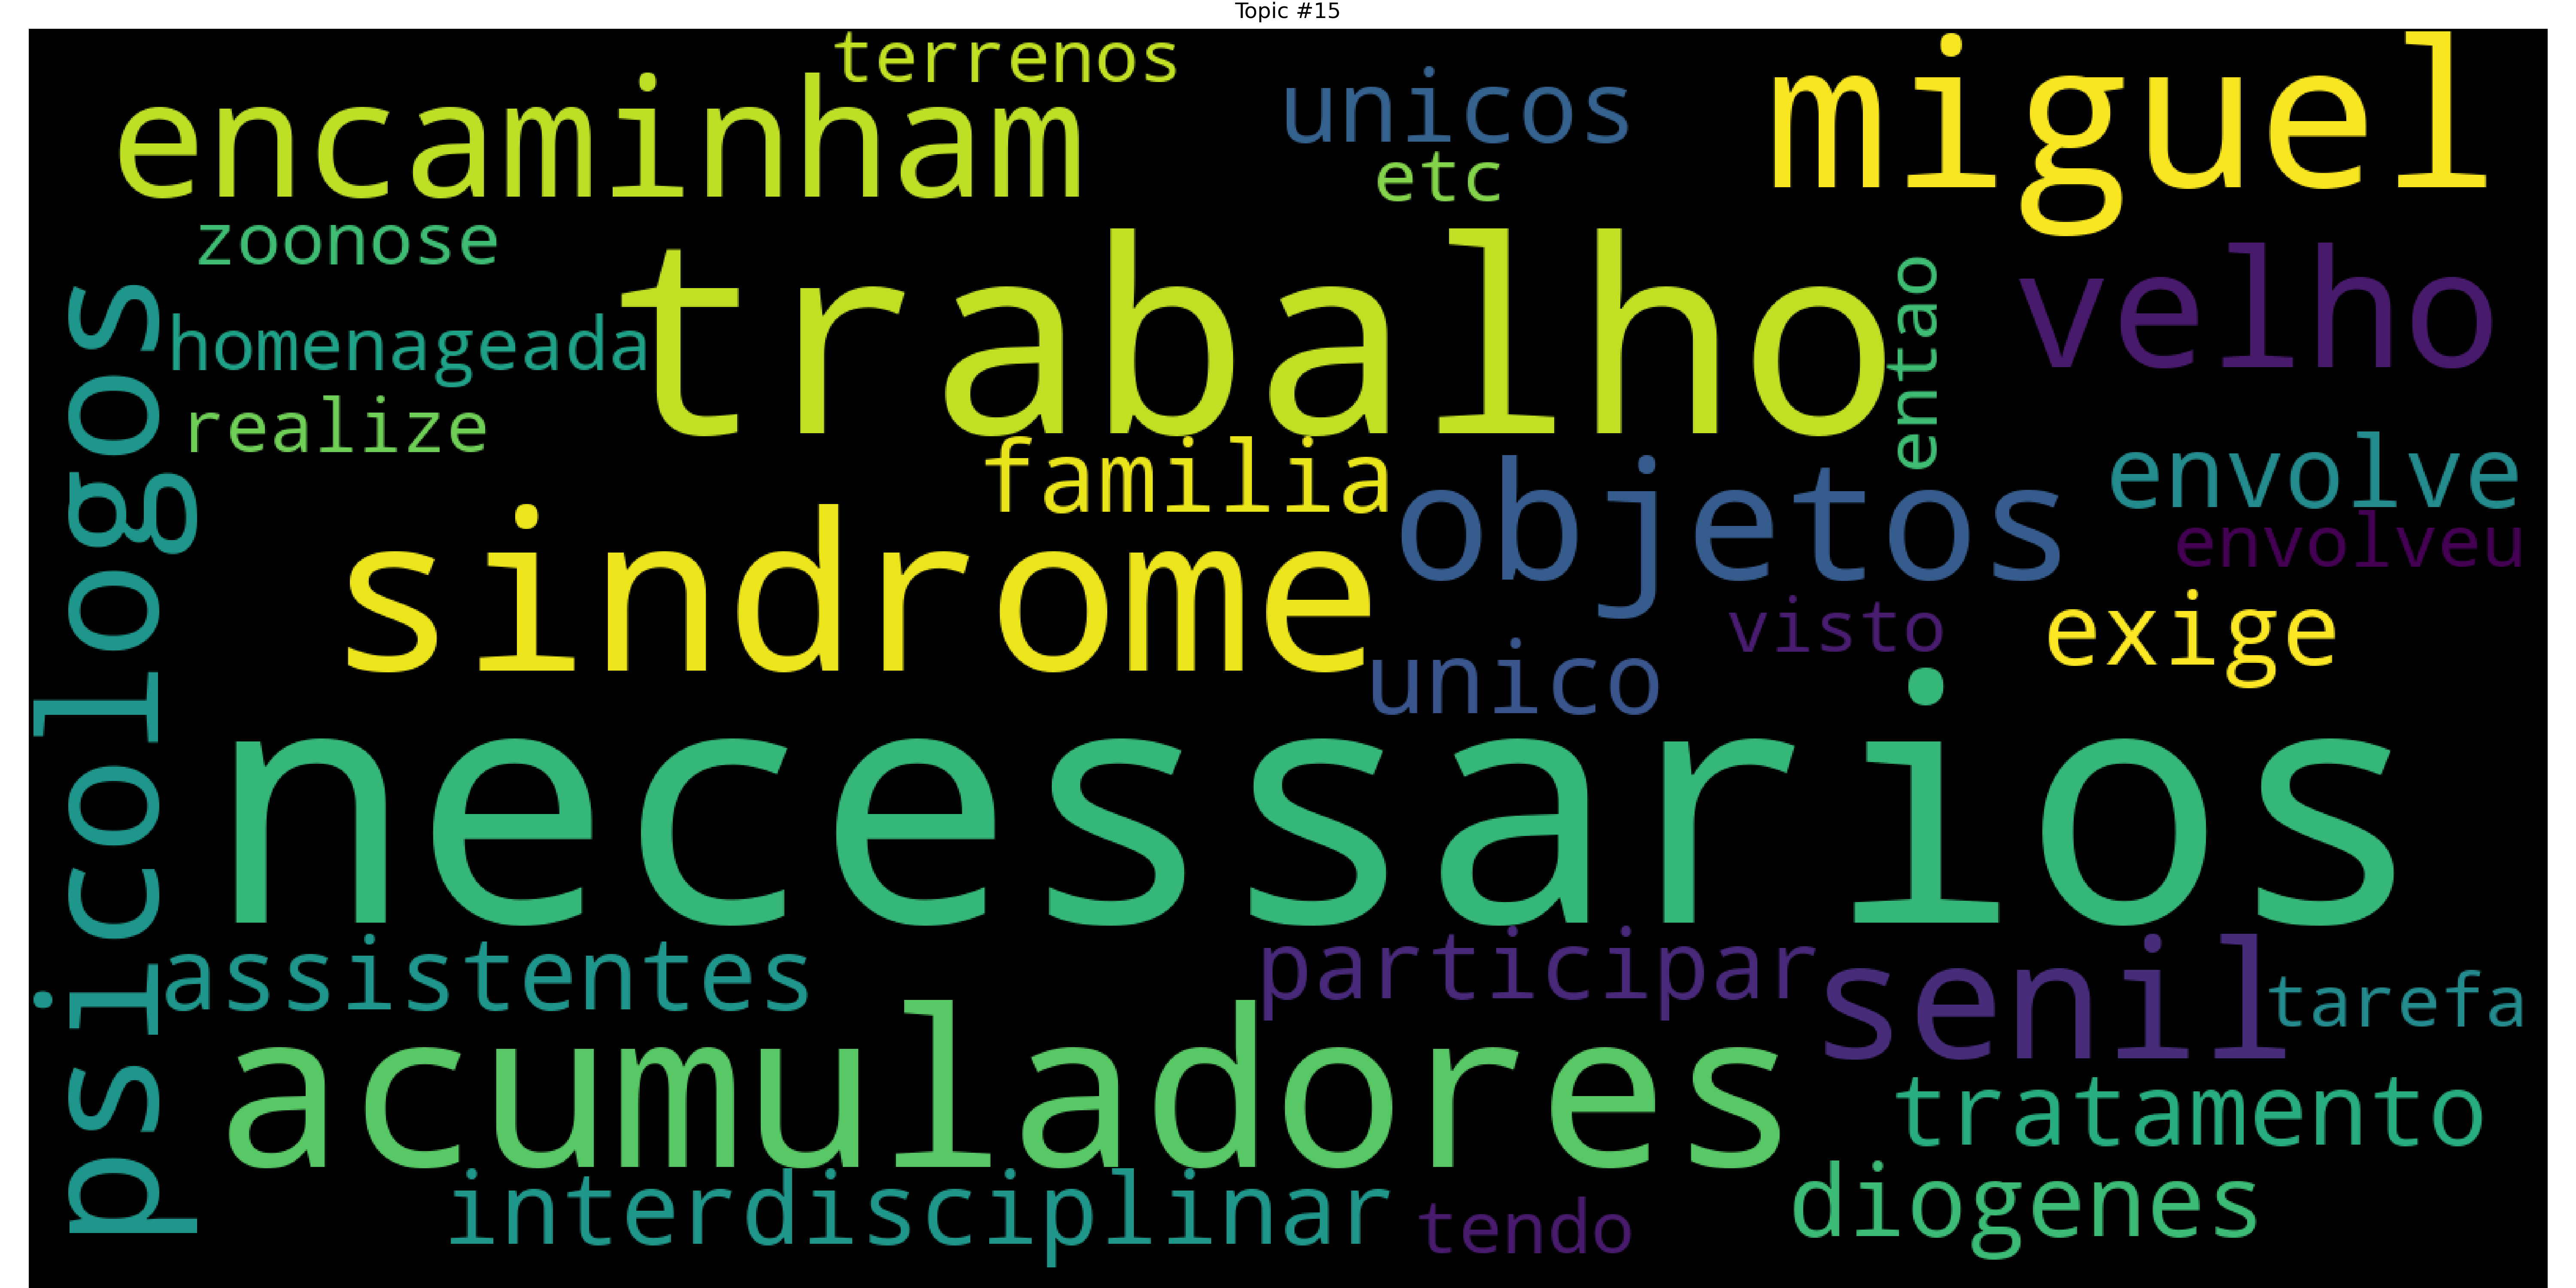 Topic #15
terrenos
encaminham
unicos
miguel
etc
zoonose
trabalho
velho
entao
psicologos
homenageada
realize
familia
objetos
envolve
envolveu
sindrome
visto
exige
unico
necessarios
assistentes
participar
senil
tarefa
acumuladores
tratamento
interdisciplinar
diogenes
tendo